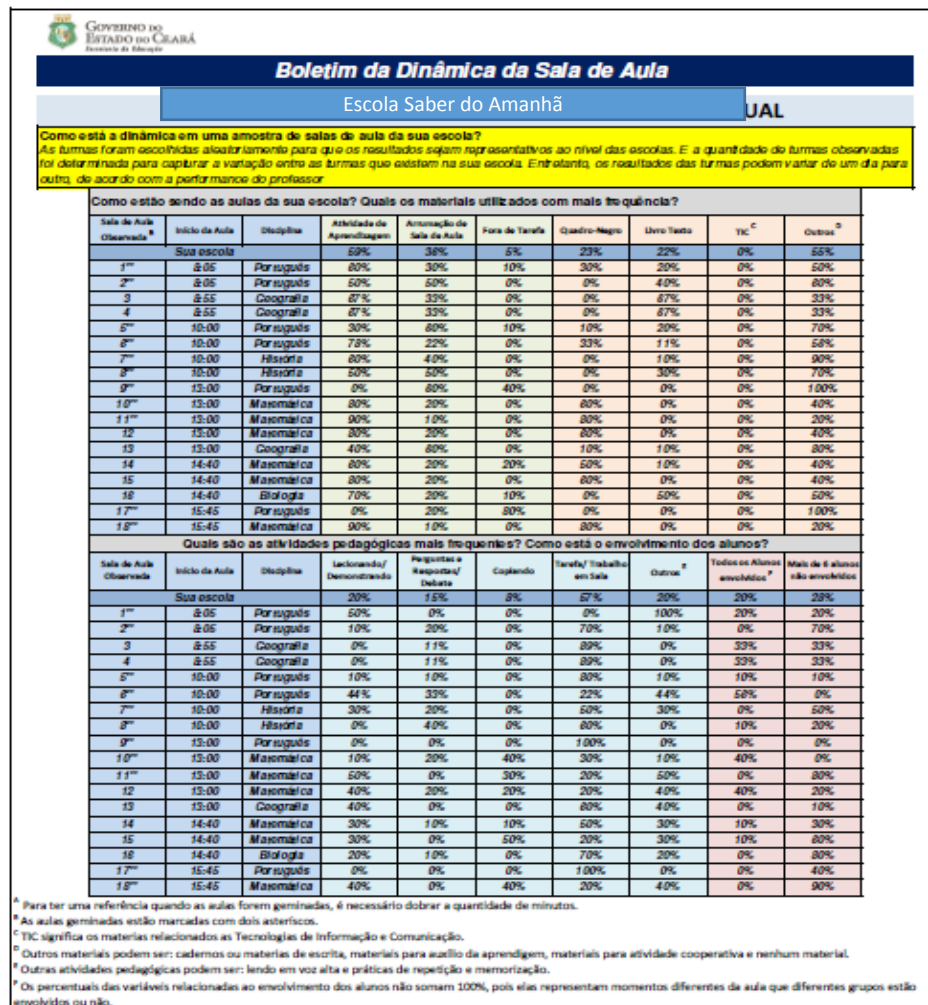 GOVERNO DO
ESTADO DO CEARÁ
Secretaria da Educação
Boletim da Dinâmica da Sala de Aula
Escola Saber do Amanhã
UAL
Como está a dinâmica em uma amostra de salas de aula da sua escola?
As turmas foram escolhidas aleatoriamente para que os resultados sejam representativos ao nível das escolas. E a quantidade de turmas observadas
foi determinada para capturar a variação entre as turmas que existem na sua escola. Entretanto, os resultados das turmas podem variar de um dia para
outro, de acordo com a performance do professor
Como estão sendo as aulas da sua escola? Quais os materiais utilizados com mais frequência?
Sala de Aula Observada B Início da Aula Disciplina Atividade de Aprendizagem Arrumação de Sala de Aula Fora de Tarefa Quadro-Negro Livro Texto TIC C Outros D
Sua escola 59% 36% 5% 23% 22% 0% 55%
1** 8:05 Português 30% 10% 30% 20% 0% 50%
2** 8:05 Português 50% 50% 0% 0% 40% 0%
3 8:55 Geografia 33% 0% 0% 0% 33%
4 8:55 Geografia 33% 0% 0% 0% 33%
5** 10:00 Português 30% 10% 10% 20% 0% 70%
6** 10:00 Português 78% 22% 0% 33% 11% 0%
7** 10:00 História 40% 0% 0% 10% 0% 90%
8** 10:00 História 50% 50% 0% 0% 30% 0% 70%
9** 13:00 Português 0% 40% 0% 0% 0% 100%
10** 13:00 Matemática 20% 0% 0% 0% 40%
11** 13:00 Matemática 90% 10% 0% 0% 0% 20%
12 13:00 Matemática 20% 0% 0% 0% 40%
13 13:00 Geografia 40% 0% 10% 10% 0%
14 14:40 Matemática 20% 20% 50% 10% 0% 40%
15 14:40 Matemática 20% 0% 0% 0% 40%
16 14:40 Biologia 70% 20% 10% 0% 50% 0% 50%
17** 15:45 Português 0% 20% 0% 0% 0% 100%
18** 15:45 Matemática 90% 10% 0% 0% 0% 20%
Quais são as atividades pedagógicas mais frequentes? Como está o envolvimento dos alunos?
Sala de Aula Observada Início da Aula Disciplina Lecionando/ Demonstrando Perguntas e Respostas/ Debate Copiando Tarefa/ Trabalho em Sala Outros E Todos os Alunos envolvidos F Mais de 6 alunos não envolvidos
Sua escola 20% 15% 8% 57% 20% 20% 28%
1** 8:05 Português 50% 0% 0% 0% 100% 20% 20%
2** 8:05 Português 10% 20% 0% 70% 10% 0% 70%
3 8:55 Geografia 0% 11% 0% 89% 0% 33% 33%
4 8:55 Geografia 0% 11% 0% 89% 0% 33% 33%
5** 10:00 Português 10% 10% 0% 80% 10% 10% 10%
6** 10:00 Português 44% 33% 0% 22% 44% 0%
7** 10:00 História 30% 20% 0% 50% 30% 0% 50%
8** 10:00 História 0% 40% 0% 60% 0% 10% 20%
9** 13:00 Português 0% 0% 0% 100% 0% 0% 0%
10** 13:00 Matemática 10% 20% 40% 30% 10% 40% 0%
11** 13:00 Matemática 50% 0% 30% 20% 50% 0%
12 13:00 Matemática 40% 20% 20% 20% 40% 40% 20%
13 13:00 Geografia 40% 0% 0% 60% 40% 0% 10%
14 14:40 Matemática 30% 10% 10% 50% 30% 10% 30%
15 14:40 Matemática 30% 0% 50% 20% 30% 10%
16 14:40 Biologia 20% 10% 0% 70% 20% 0%
17** 15:45 Português 0% 0% 0% 100% 0% 0% 40%
18** 15:45 Matemática 40% 0% 40% 20% 40% 0% 90%
A Para ter uma referência quando as aulas forem geminadas, é necessário dobrar a quantidade de minutos.
B As aulas geminadas estão marcadas com dois asteríscos.
C TIC significa os materias relacionados as Tecnologias de Informação e Comunicação.
D Outros materiais podem ser: cadernos ou materias de escrita, materiais para auxílio da aprendigem, materiais para atividade cooperativa e nenhum material.
E Outras atividades pedagógicas podem ser: lendo em voz alta e práticas de repetição e memorização.
F Os percentuais das variáveis relacionadas ao envolvimento dos alunos não somam 100%, pois elas representam momentos diferentes da aula que diferentes grupos estão
envolvidos ou não.